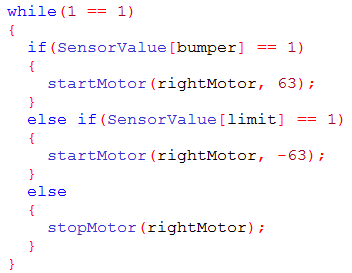 while(1 == 1)
{
  if(SensorValue[bumper] == 1)
  {
    startMotor(rightMotor, 63);
  }
  else if(SensorValue[limit] == 1)
  {
    startMotor(rightMotor, -63);
  }
  else
  {
    stopMotor(rightMotor);
  }
}